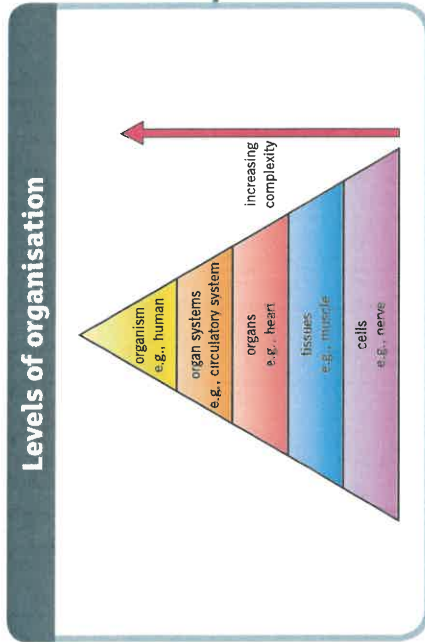 Levels of organisation
organism
e.g., human
organ systems
e.g., circulatory system
organs
e.g., heart
tissues
e.g., muscle
cells
e.g., nerve
increasing
complexity